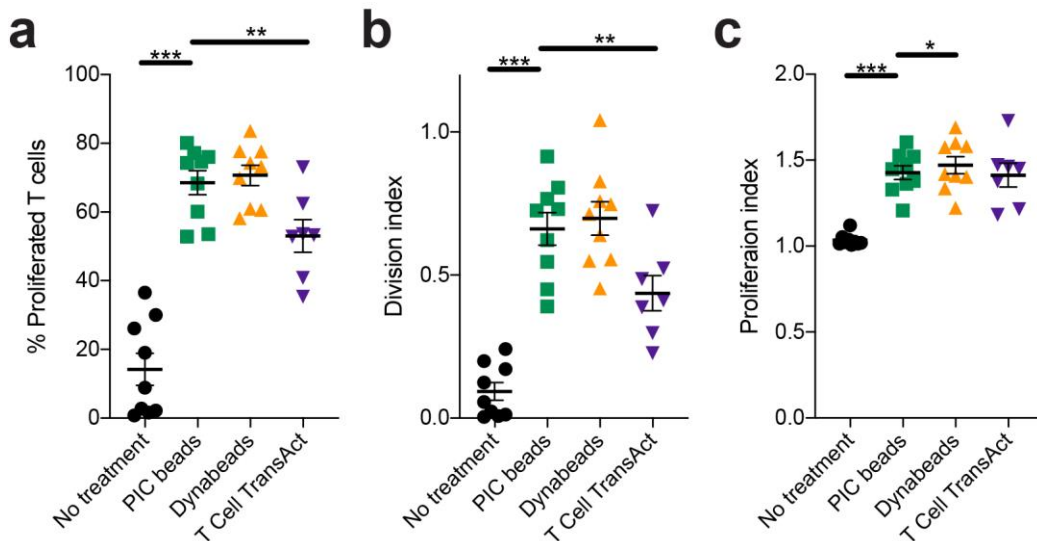 a
**
***
100
80
60
40
20
0
% Proliferated T cells
No treatment
PIC beads
Dynabeads
T Cell TransAct
b
**
***
1.0
0.5
0.0
Division index
No treatment
PIC beads
Dynabeads
T Cell TransAct
c
*
***
2.0
1.5
1.0
0.5
0.0
Proliferaion index
No treatment
PIC beads
Dynabeads
T Cell TransAct